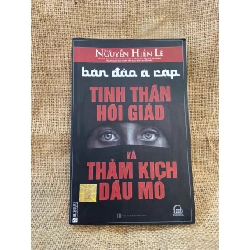 NGUYỄN HIẾN LÊ
bán đảo ả rập
TINH THẦN
HỒI GIÁO
VÀ
THẢM KỊCH
DẦU MỎ